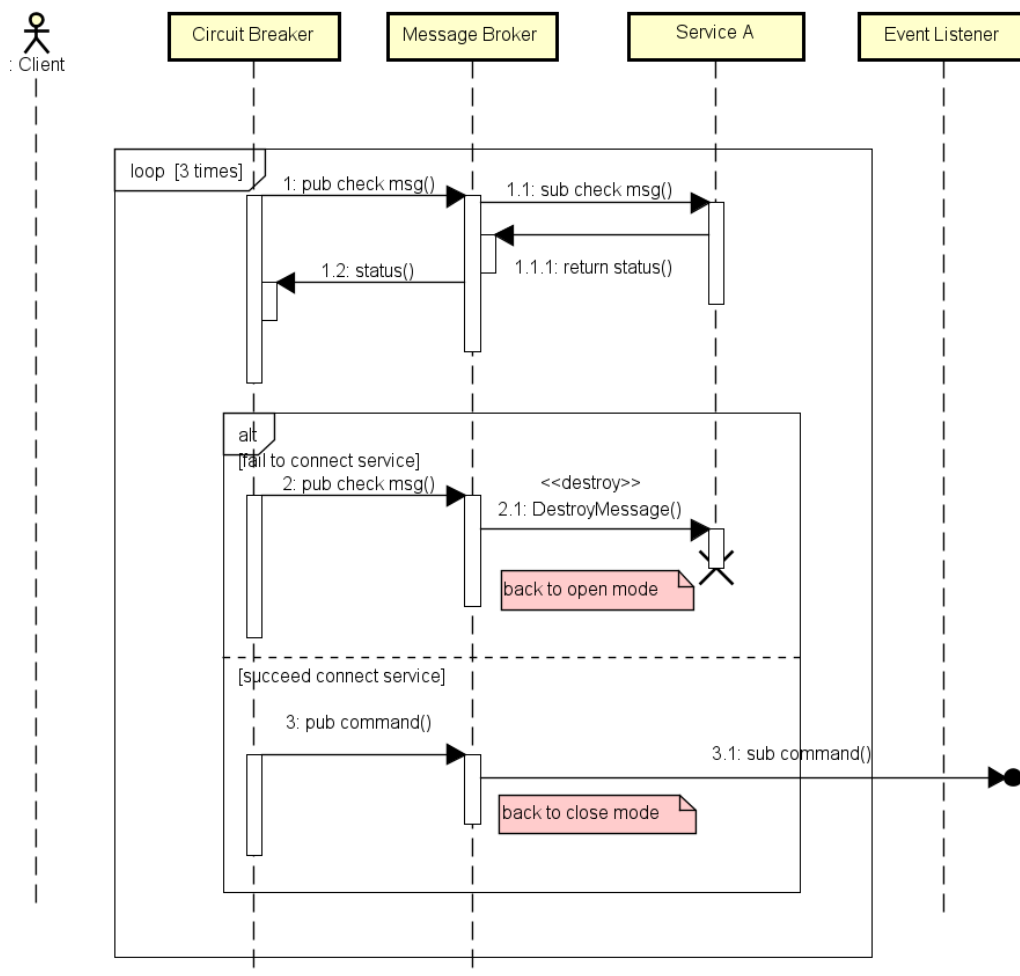 : Client
Circuit Breaker
Message Broker
Service A
Event Listener
loop [3 times]
1: pub check msg()
1.1: sub check msg()
1.1.1: return status()
1.2: status()
alt
[fail to connect service]
2: pub check msg()
<<destroy>>
2.1: DestroyMessage()
back to open mode
[succeed connect service]
3: pub command()
3.1: sub command()
back to close mode